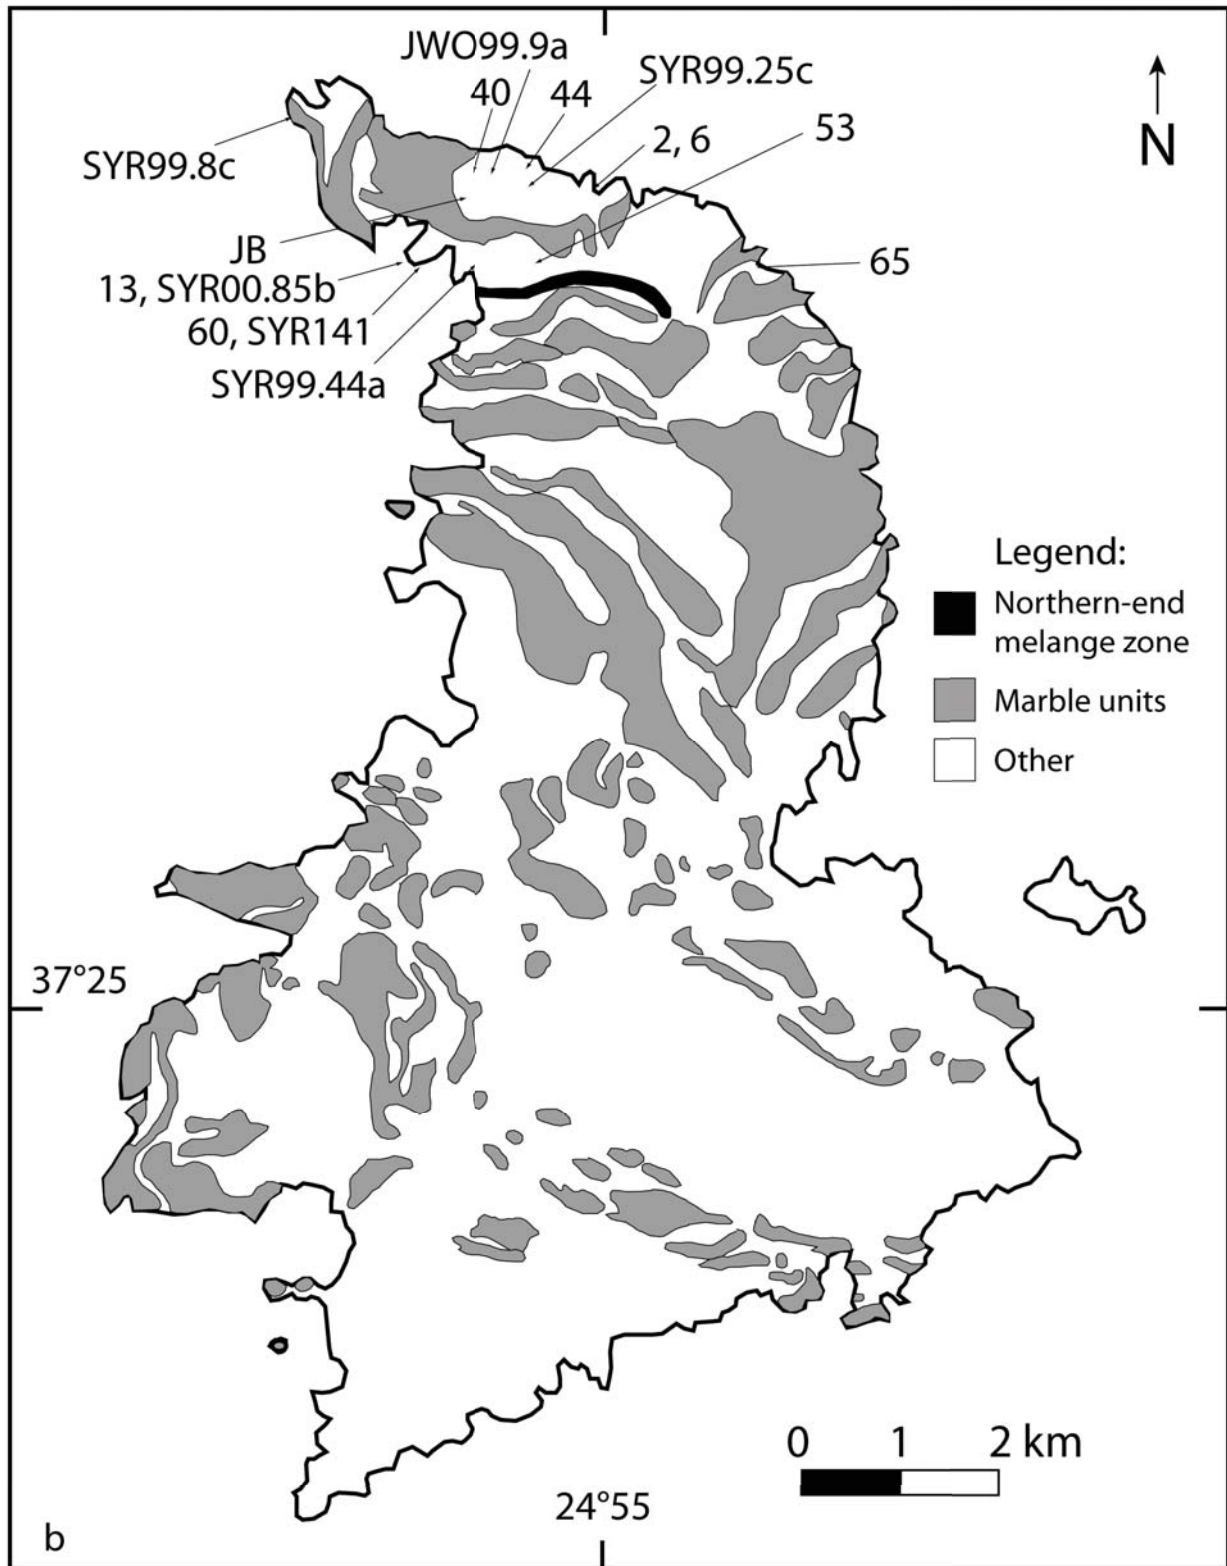 JWO99.9a
40
44
SYR99.25c
2, 6
53
N
SYR99.8c
JB
13, SYR00.85b
60, SYR141
SYR99.44a
65
Legend:
Northern-end
melange zone
Marble units
Other
37°25
0 1 2 km
24°55
b